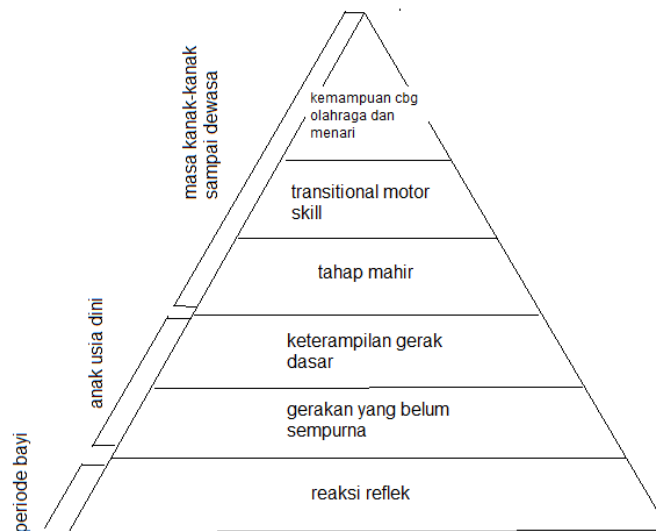 kemampuan cbg
olahraga dan
menari
transitional motor
skill
tahap mahir
keterampilan gerak
dasar
gerakan yang belum
sempurna
reaksi reflek
masa kanak-kanak
sampai dewasa
anak usia dini
periode bayi